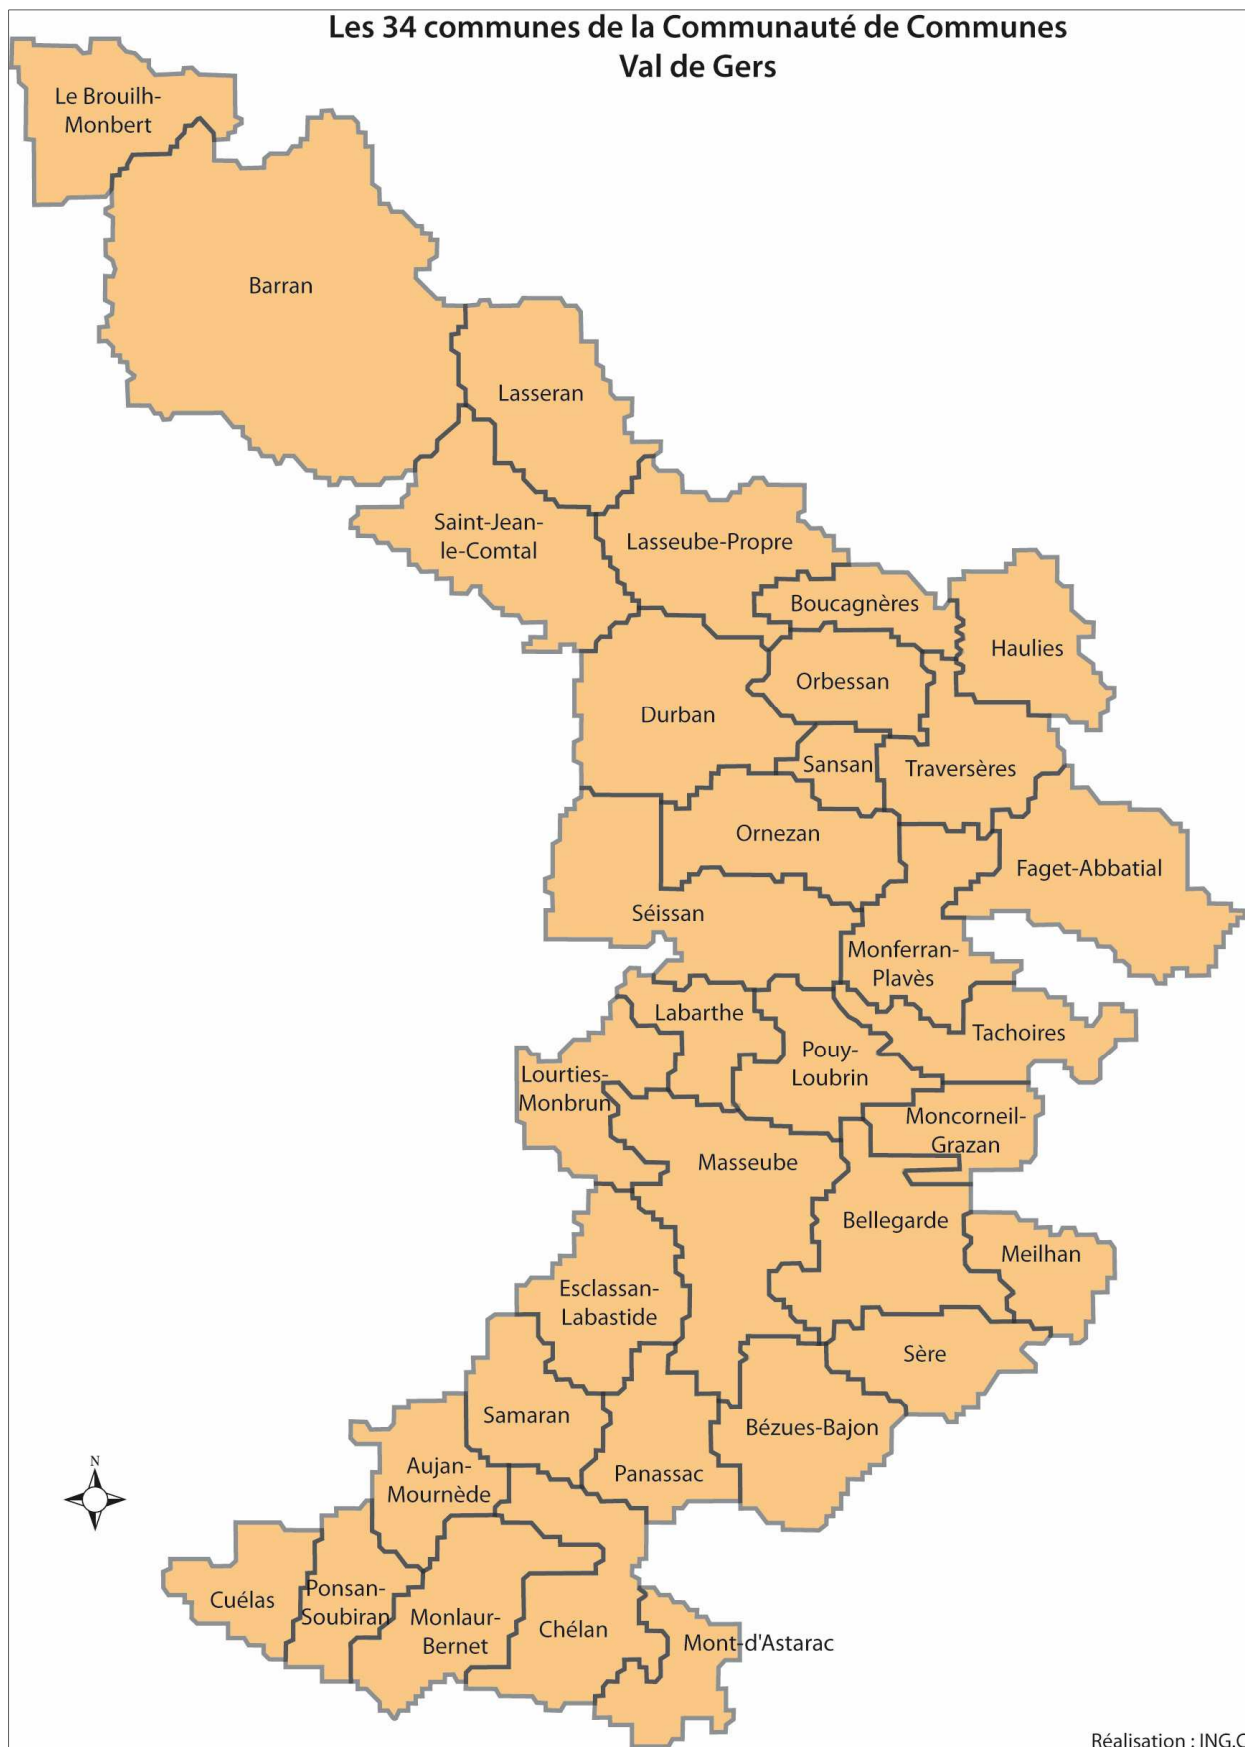 Les 34 communes de la Communauté de Communes
Val de Gers
Le Brouilh-
Monbert
Barran
Lasseran
Saint-Jean-
le-Comtal
Lasseube-Propre
Boucagnères
Haulies
Orbessan
Durban
Sansan
Traversères
Ornezan
Faget-Abbatial
Séissan
Monferran-
Plavès
Labarthe
Tachoires
Pouy-
Loubrin
Lourties-
Monbrun
Moncorneil-
Grazan
Masseube
Bellegarde
Meilhan
Esclassan-
Labastide
Sère
Samaran
Bézues-Bajon
Aujan-
Mournède
Panassac
N
Cuélas
Ponsan-
Soubiran
Monlaur-
Bernet
Chélan
Mont-d'Astarac
Réalisation : ING.C